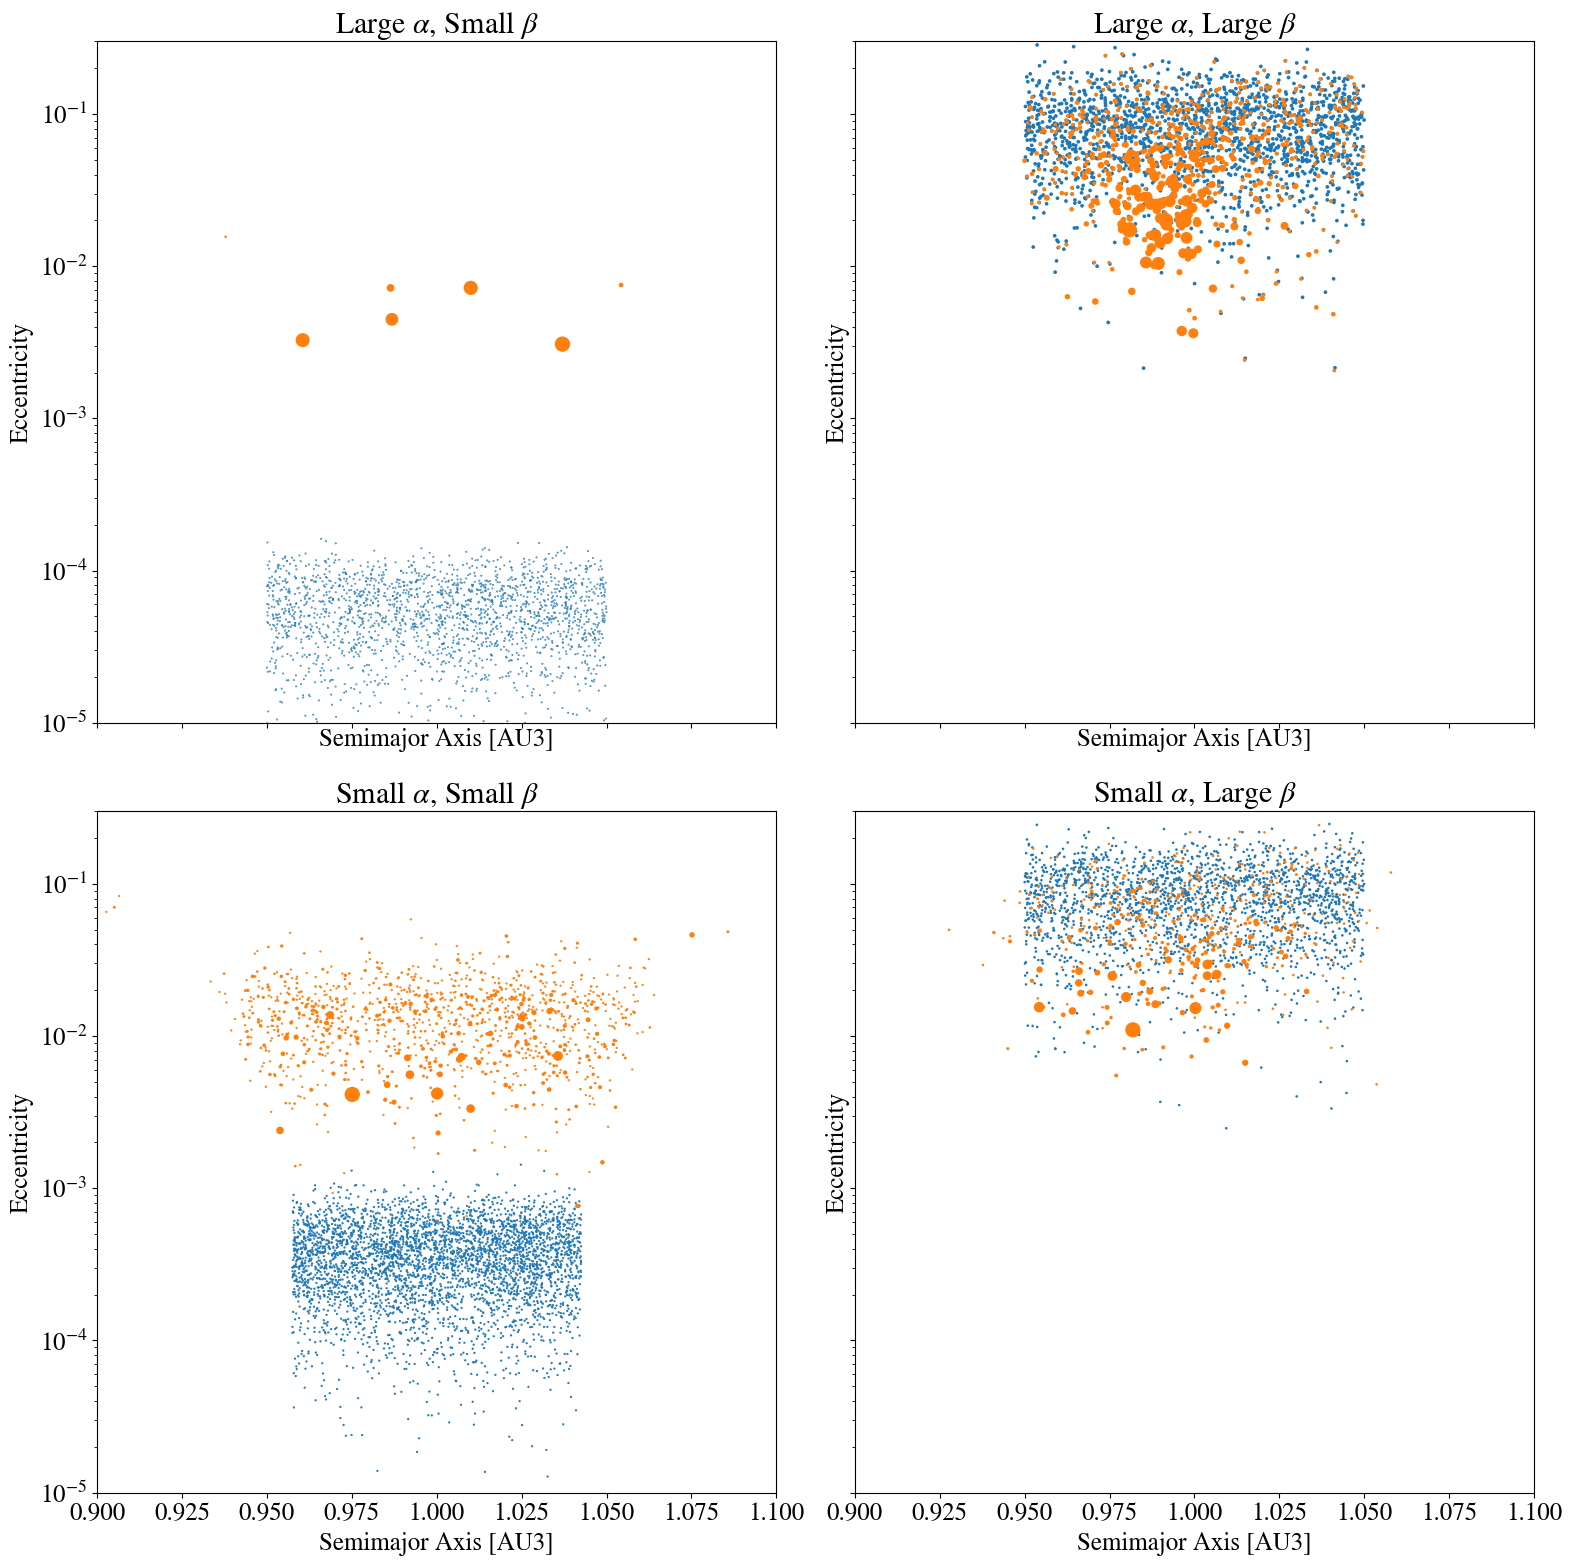 Large α, Small β
Large α, Large β
10⁻¹
10⁻²
10⁻³
10⁻⁴
10⁻⁵
Eccentricity
Eccentricity
Semimajor Axis [AU3]
Semimajor Axis [AU3]
Small α, Small β
Small α, Large β
10⁻¹
10⁻²
10⁻³
10⁻⁴
10⁻⁵
Eccentricity
Eccentricity
0.900 0.925 0.950 0.975 1.000 1.025 1.050 1.075 1.100
0.900 0.925 0.950 0.975 1.000 1.025 1.050 1.075 1.100
Semimajor Axis [AU3]
Semimajor Axis [AU3]